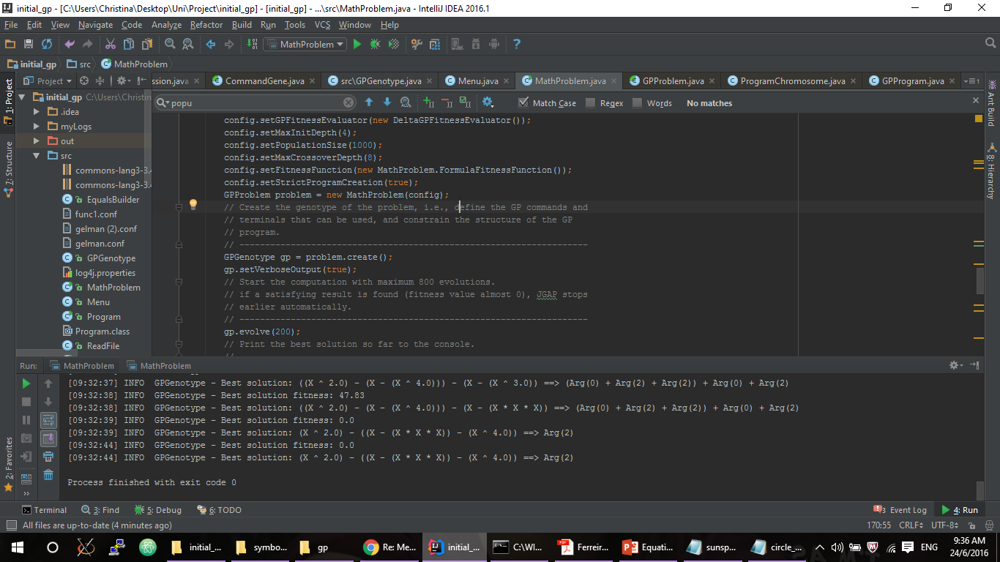 initial_gp - [C:\Users\Christina\Desktop\Uni\Project\initial_gp] - [initial_gp] - ...\src\MathProblem.java - IntelliJ IDEA 2016.1
File Edit View Navigate Code Analyze Refactor Build Run Tools VCS Window Help
MathProblem
initial_gp src MathProblem
Project ssion.java CommandGene.java src\GPGenotype.java Menu.java MathProblem.java GPProblem.java ProgramChromosome.java GPProgram.java
1: Project
7: Structure
2: Favorites
initial_gp C:\Users\Christin
.idea
myLogs
out
src
commons-lang3-3.
commons-lang3-3.
EqualsBuilder
func1.conf
gelman (2).conf
gelman.conf
GPGenotype
log4j.properties
MathProblem
Menu
Program
Program.class
ReadFile
popu Match Case Regex Words No matches
config.setGPFitnessEvaluator(new DeltaGPFitnessEvaluator());
config.setMaxInitDepth(4);
config.setPopulationSize(1000);
config.setMaxCrossoverDepth(8);
config.setFitnessFunction(new MathProblem.FormulaFitnessFunction());
config.setStrictProgramCreation(true);
GPProblem problem = new MathProblem(config);
// Create the genotype of the problem, i.e., define the GP commands and
// terminals that can be used, and constrain the structure of the GP
// program.
// --------------------------------------------------------------------
GPGenotype gp = problem.create();
gp.setVerboseOutput(true);
// Start the computation with maximum 800 evolutions.
// if a satisfying result is found (fitness value almost 0), JGAP stops
// earlier automatically.
// --------------------------------------------------------------------
gp.evolve(200);
// Print the best solution so far to the console.
//
Ant Build
8: Hierarchy
Run: MathProblem MathProblem
[09:32:37] INFO  GPGenotype - Best solution: ((X ^ 2.0) - (X - (X ^ 4.0))) - (X - (X ^ 3.0)) ==> (Arg(0) + Arg(2) + Arg(2)) + Arg(0) + Arg(2)
[09:32:38] INFO  GPGenotype - Best solution fitness: 47.83
[09:32:38] INFO  GPGenotype - Best solution: ((X ^ 2.0) - (X - (X ^ 4.0))) - (X - (X * X * X)) ==> (Arg(0) + Arg(2) + Arg(2)) + Arg(0) + Arg(2)
[09:32:39] INFO  GPGenotype - Best solution fitness: 0.0
[09:32:39] INFO  GPGenotype - Best solution: (X ^ 2.0) - ((X - (X * X * X)) - (X ^ 4.0)) ==> Arg(2)
[09:32:44] INFO  GPGenotype - Best solution fitness: 0.0
[09:32:44] INFO  GPGenotype - Best solution: (X ^ 2.0) - ((X - (X * X * X)) - (X ^ 4.0)) ==> Arg(2)
Process finished with exit code 0
Terminal 3: Find 5: Debug 6: TODO 3 Event Log 4: Run
All files are up-to-date (4 minutes ago) 170:55 CRLF UTF-8
initial_... symbo... gp Re: Me... initial_... C:\WI... Ferreir... Equati... sunsp... circle_... ENG 9:36 AM
24/6/2016